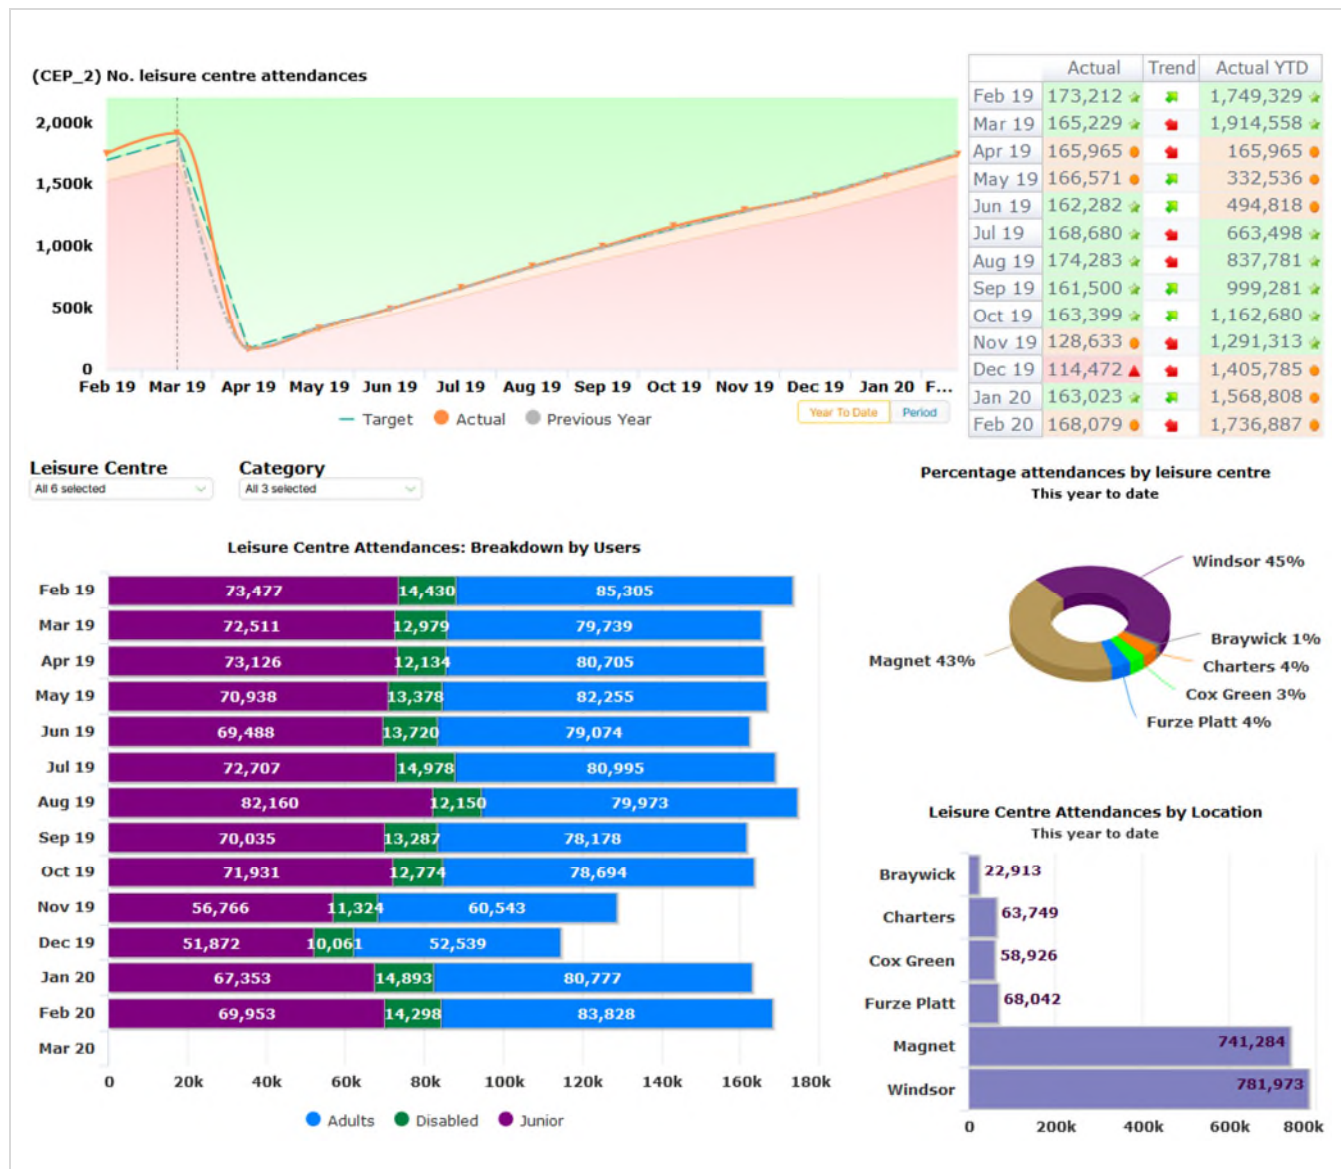 (CEP_2) No. leisure centre attendances
2,000k
1,500k
1,000k
500k
0
Feb 19 Mar 19 Apr 19 May 19 Jun 19 Jul 19 Aug 19 Sep 19 Oct 19 Nov 19 Dec 19 Jan 20 F...
Target Actual Previous Year
Year To Date Period
Actual Trend Actual YTD
Feb 19 173,212 1,749,329
Mar 19 165,229 1,914,558
Apr 19 165,965 165,965
May 19 166,571 332,536
Jun 19 162,282 494,818
Jul 19 168,680 663,498
Aug 19 174,283 837,781
Sep 19 161,500 999,281
Oct 19 163,399 1,162,680
Nov 19 128,633 1,291,313
Dec 19 114,472 1,405,785
Jan 20 163,023 1,568,808
Feb 20 168,079 1,736,887
Leisure Centre Category
All 6 selected All 3 selected
Leisure Centre Attendances: Breakdown by Users
Feb 19 73,477 14,430 85,305
Mar 19 72,511 12,979 79,739
Apr 19 73,126 12,134 80,705
May 19 70,938 13,378 82,255
Jun 19 69,488 13,720 79,074
Jul 19 72,707 14,978 80,995
Aug 19 82,160 12,150 79,973
Sep 19 70,035 13,287 78,178
Oct 19 71,931 12,774 78,694
Nov 19 56,766 11,324 60,543
Dec 19 51,872 10,061 52,539
Jan 20 67,353 14,893 80,777
Feb 20 69,953 14,298 83,828
Mar 20
0 20k 40k 60k 80k 100k 120k 140k 160k 180k
Adults Disabled Junior
Percentage attendances by leisure centre
This year to date
Windsor 45%
Braywick 1%
Magnet 43%
Charters 4%
Cox Green 3%
Furze Platt 4%
Leisure Centre Attendances by Location
This year to date
Braywick 22,913
Charters 63,749
Cox Green 58,926
Furze Platt 68,042
Magnet 741,284
Windsor 781,973
0 200k 400k 600k 800k